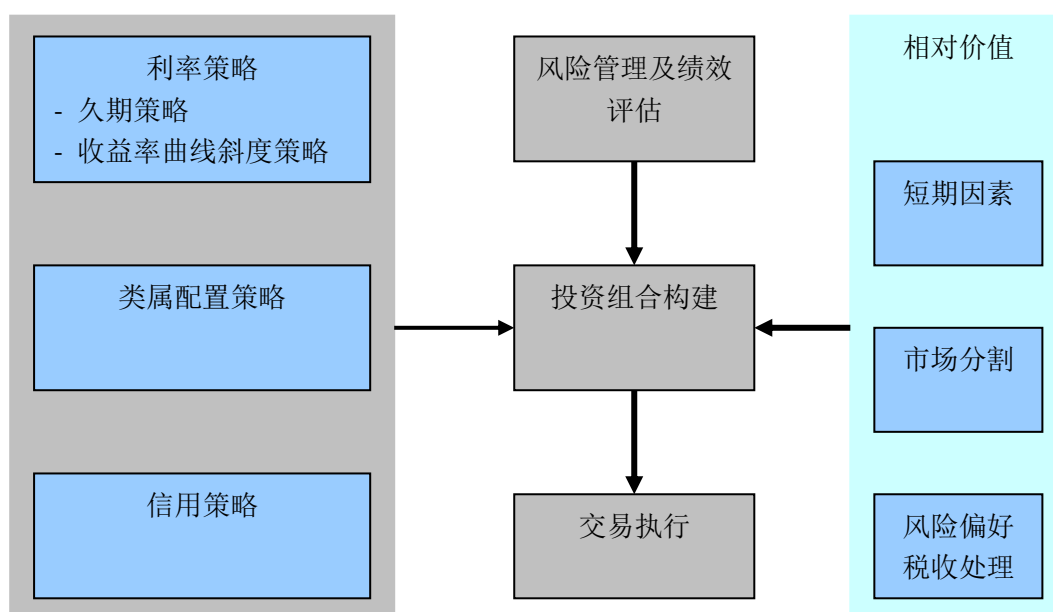 利率策略
- 久期策略
- 收益率曲线斜度策略
类属配置策略
信用策略
风险管理及绩效
评估
投资组合构建
交易执行
相对价值
短期因素
市场分割
风险偏好
税收处理